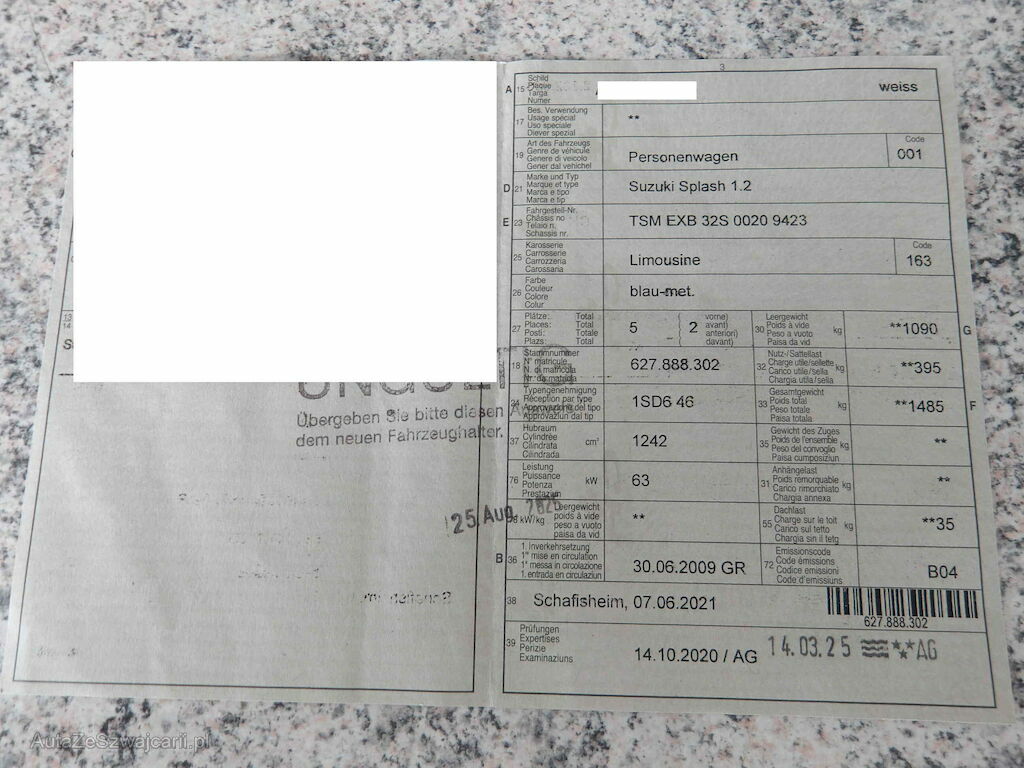 3
A 15 Schild
Plaque
Targa
Numer
weiss
17 Bes. Verwendung
Usage spécial
Uso speciale
Diever spezial
**
19 Art des Fahrzeugs
Genre de véhicule
Genere di veicolo
Gener dal vehichel
Personenwagen
Code
001
D 21 Marke und Typ
Marque et type
Marca e tipo
Marca e tip
Suzuki Splash 1.2
E 23 Fahrgestell-Nr.
Châssis no
Telaio n.
Schassis nr.
TSM EXB 32S 0020 9423
25 Karosserie
Carrosserie
Carrozzeria
Carossaria
Limousine
Code
163
26 Farbe
Couleur
Colore
Colur
blau-met.
27 Plätze: Total
Places: Total
Posti: Totale
Plazs: Total
5 ( 2 vorne)
avant)
anteriori)
davant)
30 Leergewicht
Poids à vide
Peso a vuoto
Paisa da vid
kg
**1090
G
18 Stammnummer
N° matricule
N. di matricola
Nr. da matricla
627.888.302
32 Nutz-/Sattellast
Charge utile/sellette
Carico utile/sella
Chargia utila/sella
kg
**395
24 Typengenehmigung
Réception par type
Approvazione del tipo
Approvaziun dal tip
1SD6 46
33 Gesamtgewicht
Poids total
Peso totale
Paisa totala
kg
**1485
F
37 Hubraum
Cylindrée
Cilindrata
Cilindrada
cm³
1242
35 Gewicht des Zuges
Poids de l'ensemble
Peso del convoglio
Paisa cumposiziun
kg
**
76 Leistung
Puissance
Potenza
Prestaziun
kW
63
31 Anhängelast
Poids remorquable
Carico rimorchiato
Chargia annexa
kg
**
kW/kg
Leergewicht
poids à vide
peso a vuoto
paisa da vid
**
55 Dachlast
Charge sur le toit
Carico sul tetto
Chargia sin il tetg
kg
**35
B 36 1. Inverkehrsetzung
1re mise en circulation
1a messa in circolazione
1. entrada en circulaziun
30.06.2009 GR
72 Emissionscode
Code émissions
Codice emissioni
Code d'emissiuns
B04
38 Schafisheim, 07.06.2021
627.888.302
39 Prüfungen
Expertises
Perizie
Examinaziuns
14.10.2020 / AG
14.03.25 AG
13
14
Übergeben Sie bitte diesen Ausweis
dem neuen Fahrzeughalter.
25. Aug. 2025
AutaZeSzwajcarii.pl